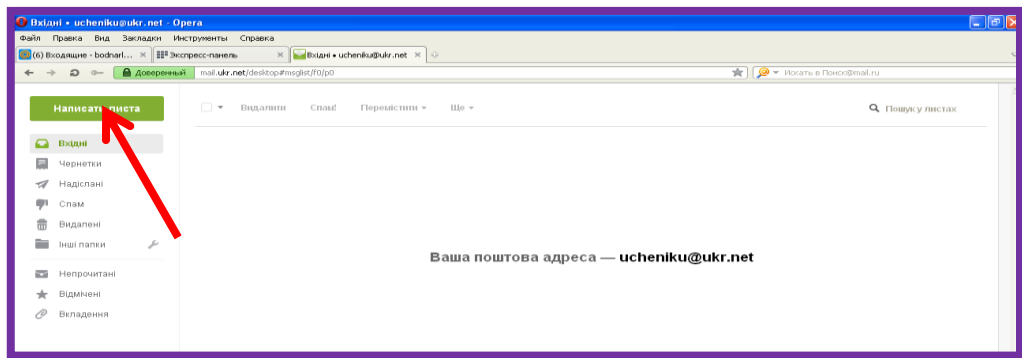 Вхідні • ucheniku@ukr.net - Opera
Файл Правка Вид Закладки Инструменты Справка
(6) Входящие - bodnarl... Экспресс-панель Вхідні • ucheniku@ukr.net
Доверенный mail.ukr.net/desktop#msglist/f0/p0 Искать в Поиск@mail.ru
Написати листа Видалити Спам! Перемістити Ще Пошук у листах
Вхідні
Чернетки
Надіслані
Спам
Видалені
Інші папки
Ваша поштова адреса — ucheniku@ukr.net
Непрочитані
Відмічені
Вкладення